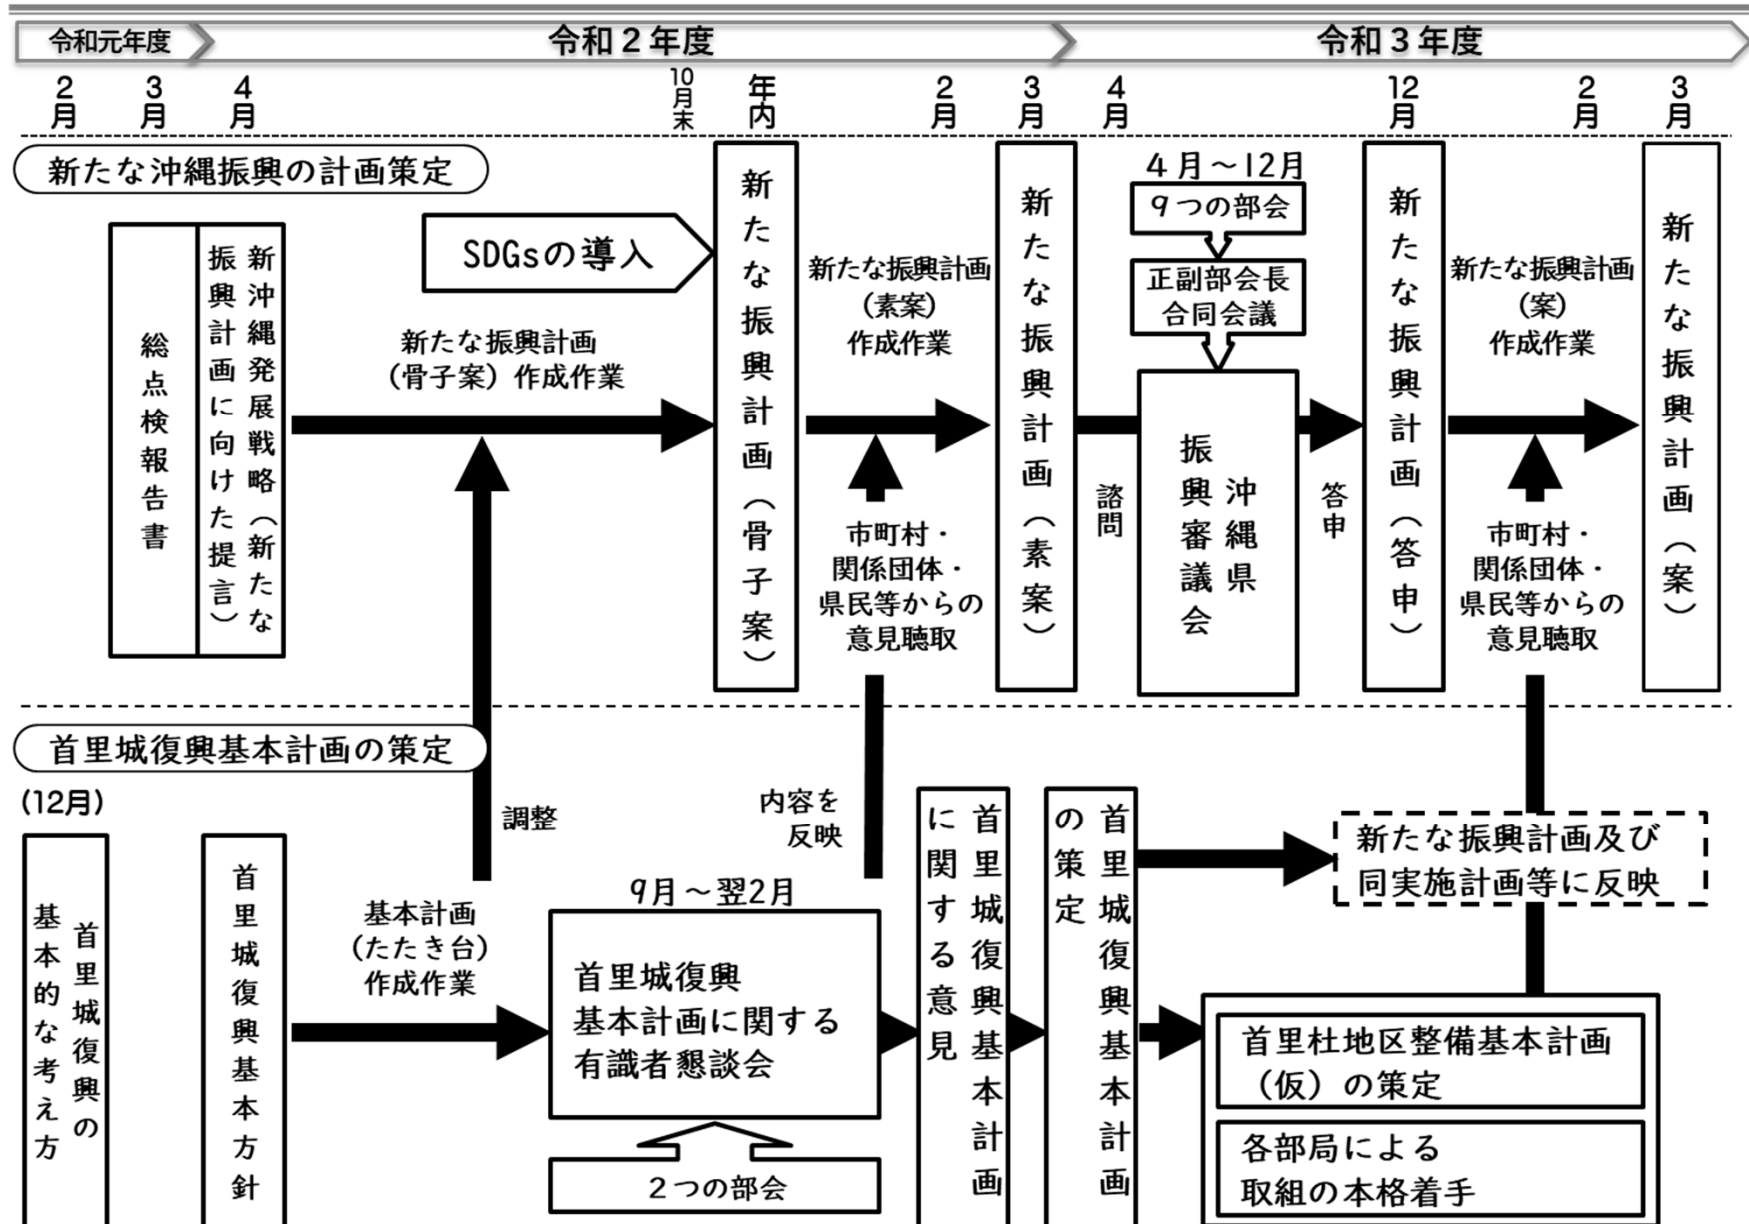 令和元年度
令和２年度
令和３年度
2月
3月
4月
10月末
年内
2月
3月
4月
12月
2月
3月
新たな沖縄振興の計画策定
総点検報告書
新沖縄発展戦略（新たな
振興計画に向けた提言）
SDGsの導入
新たな振興計画
（骨子案）作成作業
新たな振興計画（骨子案）
新たな振興計画
（素案）
作成作業
市町村・
関係団体・
県民等からの
意見聴取
新たな振興計画（素案）
諮問
4月～12月
9つの部会
正副部会長
合同会議
沖縄県
振興審議会
答申
新たな振興計画（答申）
新たな振興計画
（案）
作成作業
市町村・
関係団体・
県民等からの
意見聴取
新たな振興計画（案）
首里城復興基本計画の策定
(12月)
首里城復興の
基本的な考え方
首里城復興基本方針
調整
基本計画
（たたき台）
作成作業
内容を
反映
9月～翌2月
首里城復興
基本計画に関する
有識者懇談会
2つの部会
首里城復興基本計画
に関する意見
首里城復興基本計画
の策定
新たな振興計画及び
同実施計画等に反映
首里杜地区整備基本計画
（仮）の策定
各部局による
取組の本格着手